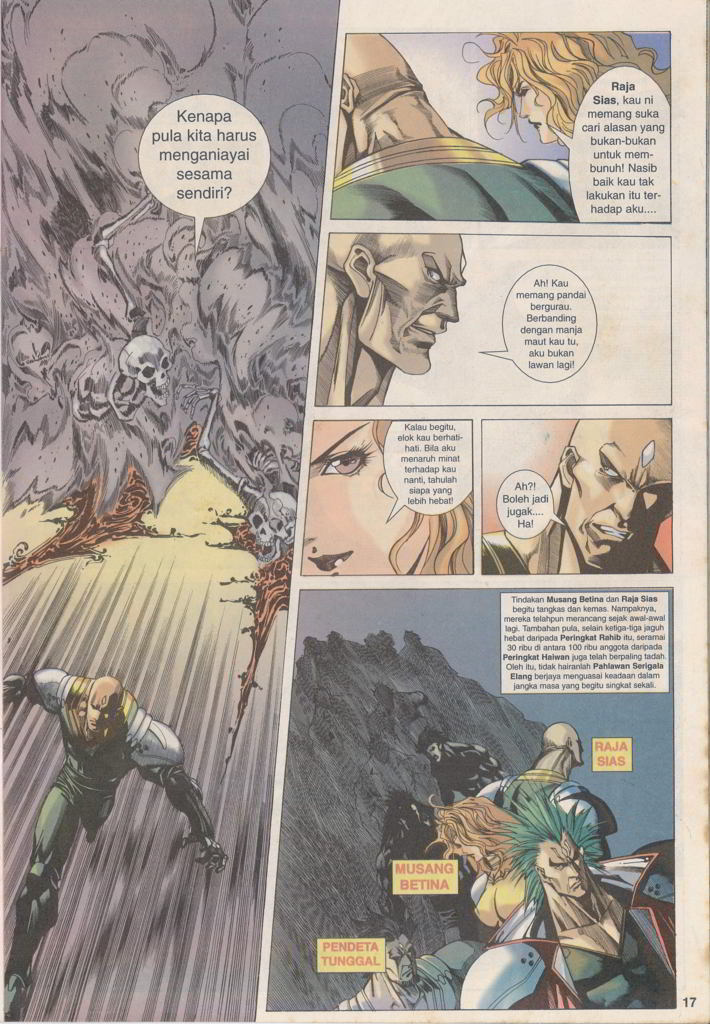 Kenapa
pula kita harus
menganiayai
sesama
sendiri?
Raja
Sias, kau ni
memang suka
cari alasan yang
bukan-bukan
untuk mem-
bunuh! Nasib
baik kau tak
lakukan itu ter-
hadap aku....
Ah! Kau
memang pandai
bergurau.
Berbanding
dengan manja
maut kau tu,
aku bukan
lawan lagi!
Kalau begitu,
elok kau berhati-
hati. Bila aku
menaruh minat
terhadap kau
nanti, tahulah
siapa yang
lebih hebat!
Ah?!
Boleh jadi
jugak....
Ha!
Tindakan Musang Betina dan Raja Sias
begitu tangkas dan kemas. Nampaknya,
mereka telahpun merancang sejak awal-awal
lagi. Tambahan pula, selain ketiga-tiga jaguh
hebat daripada Peringkat Rahib itu, seramai
30 ribu di antara 100 ribu anggota daripada
Peringkat Haiwan juga telah berpaling tadah.
Oleh itu, tidak hairanlah Pahlawan Serigala
Elang berjaya menguasai keadaan dalam
jangka masa yang begitu singkat sekali.
RAJA
SIAS
MUSANG
BETINA
PENDETA
TUNGGAL
17